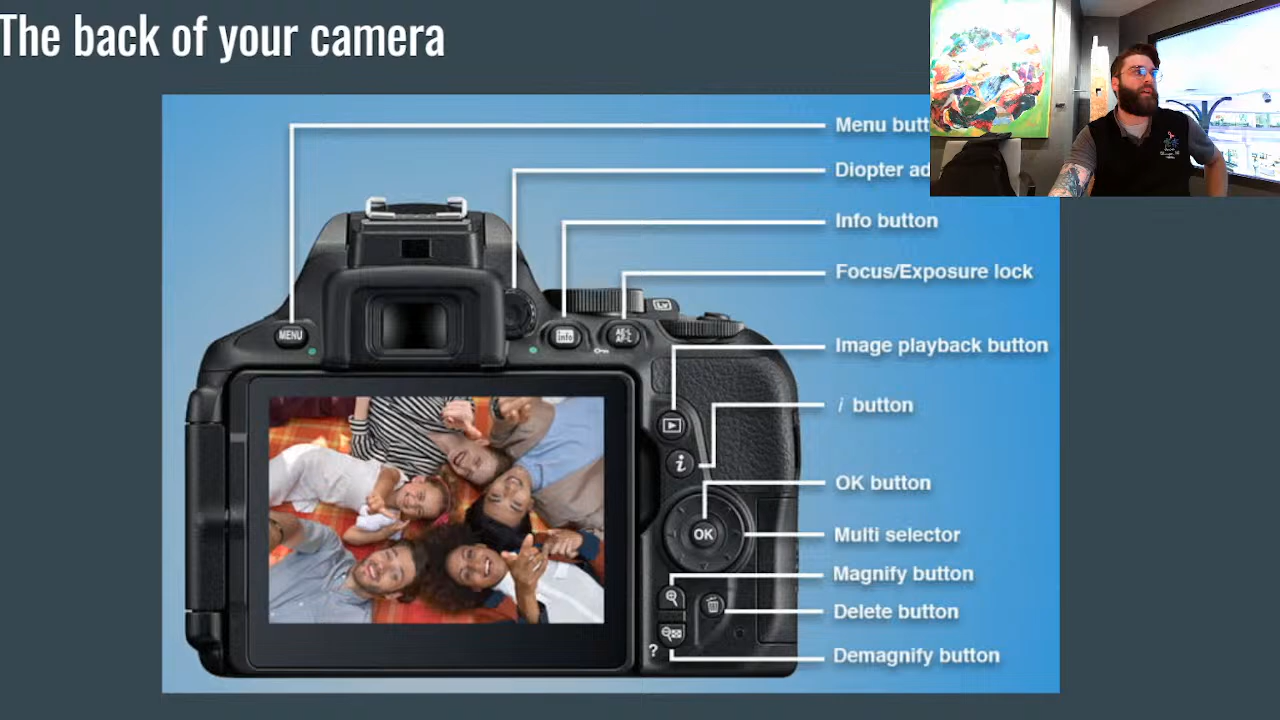 The back of your camera
Menu butt
Diopter ad
Info button
Focus/Exposure lock
Image playback button
i button
OK button
Multi selector
Magnify button
Delete button
Demagnify button
MENU
info
AE-L
AF-L
Lv
i
OK
?